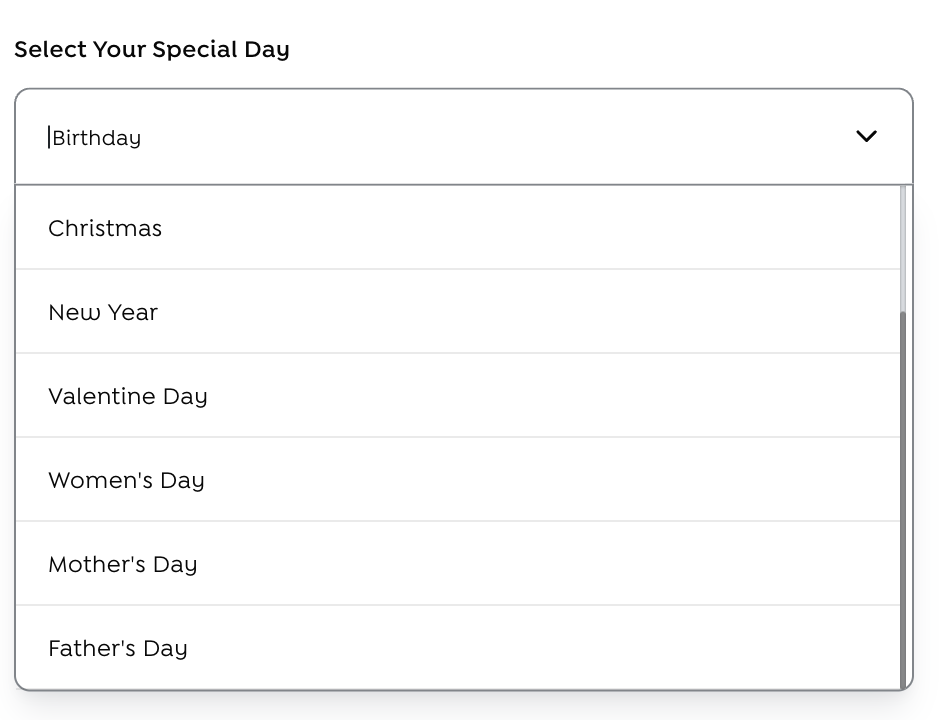 Select Your Special Day
Birthday
Christmas
New Year
Valentine Day
Women's Day
Mother's Day
Father's Day